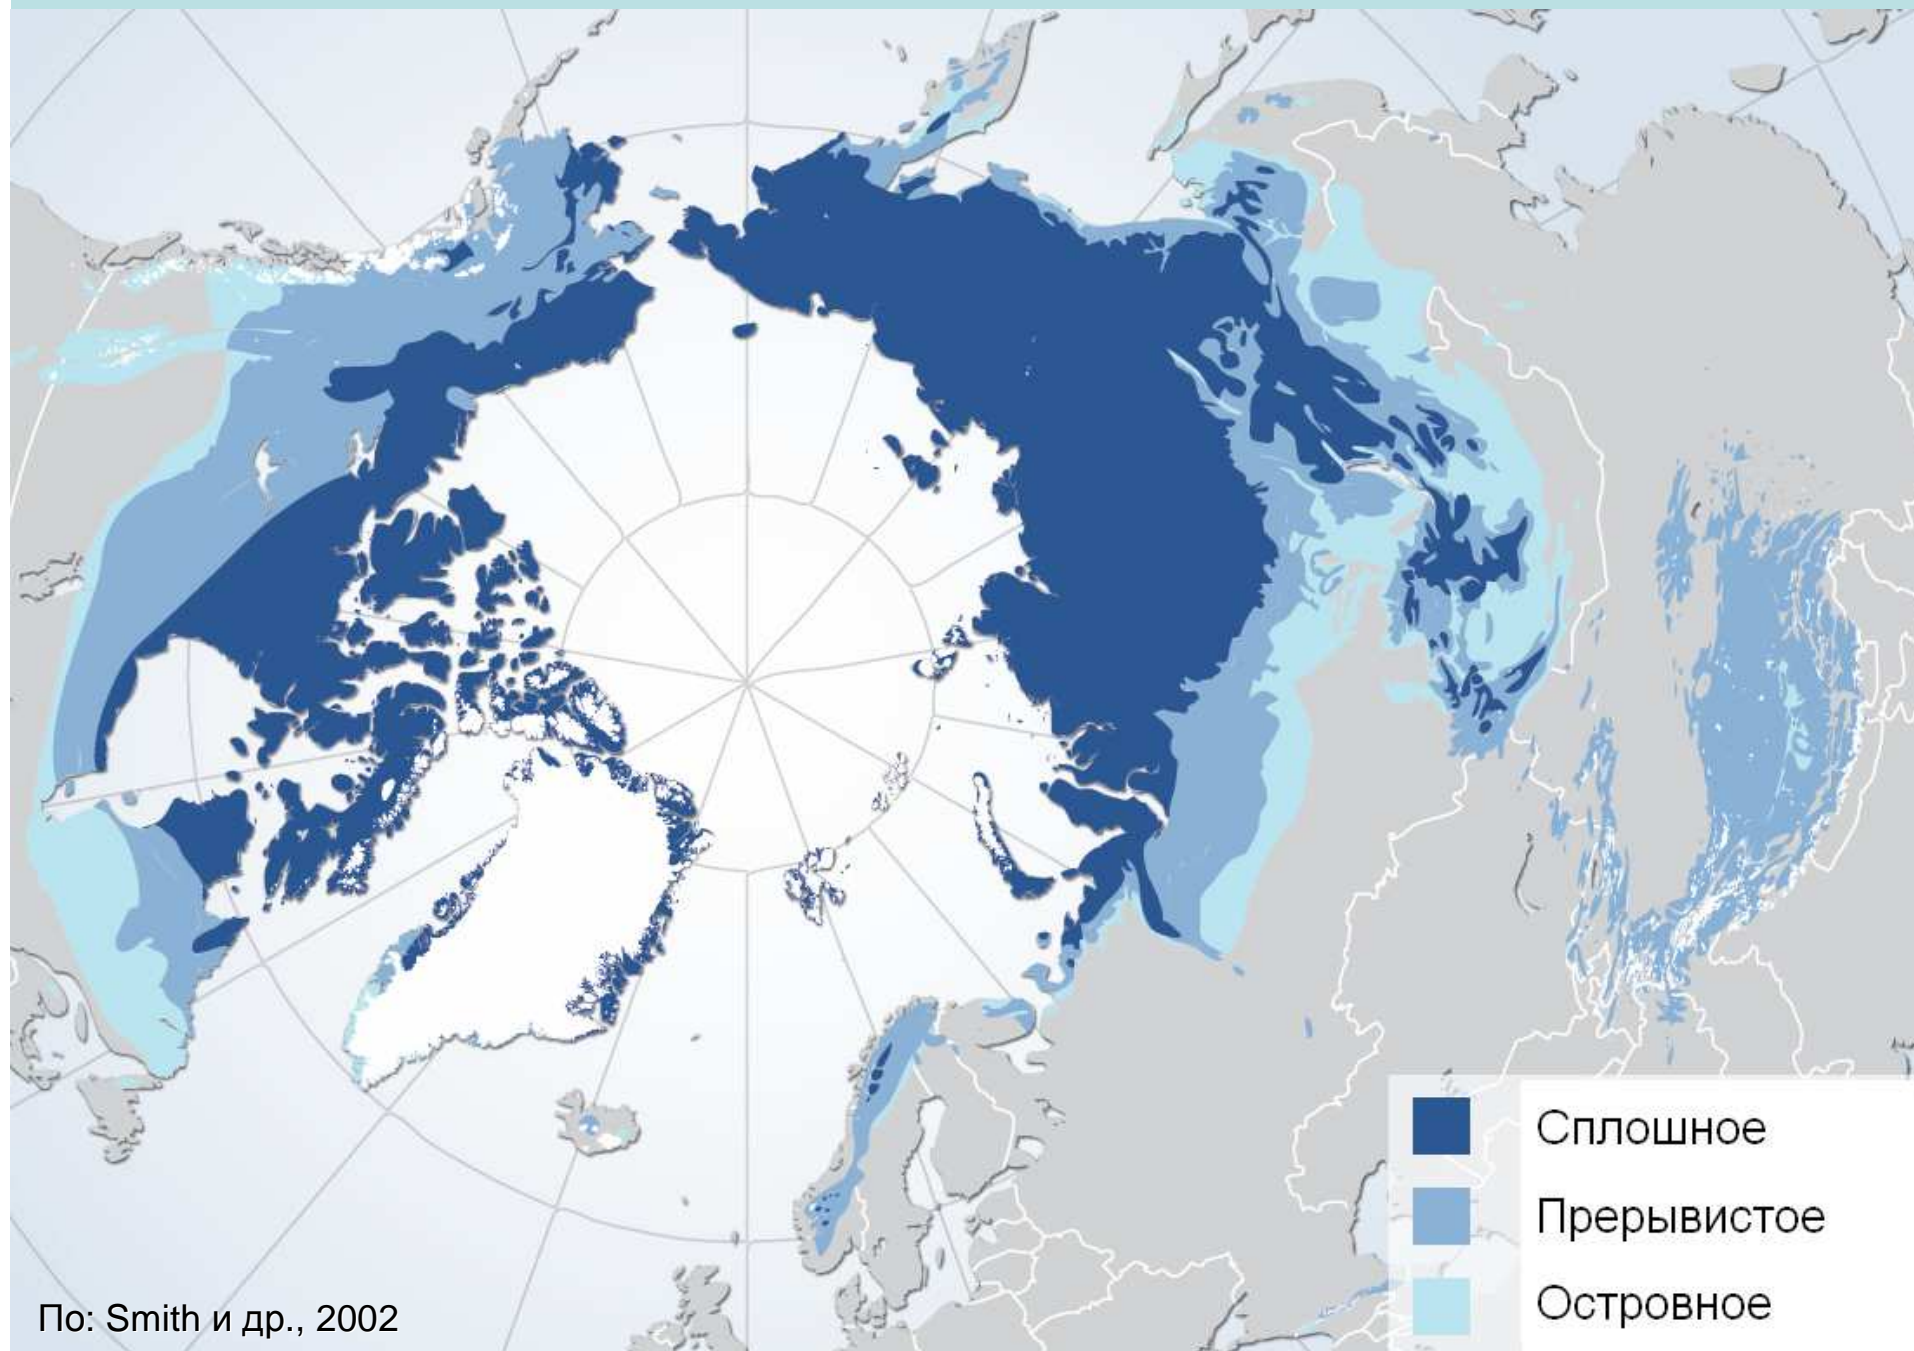 Сплошное
Прерывистое
Островное
По: Smith и др., 2002